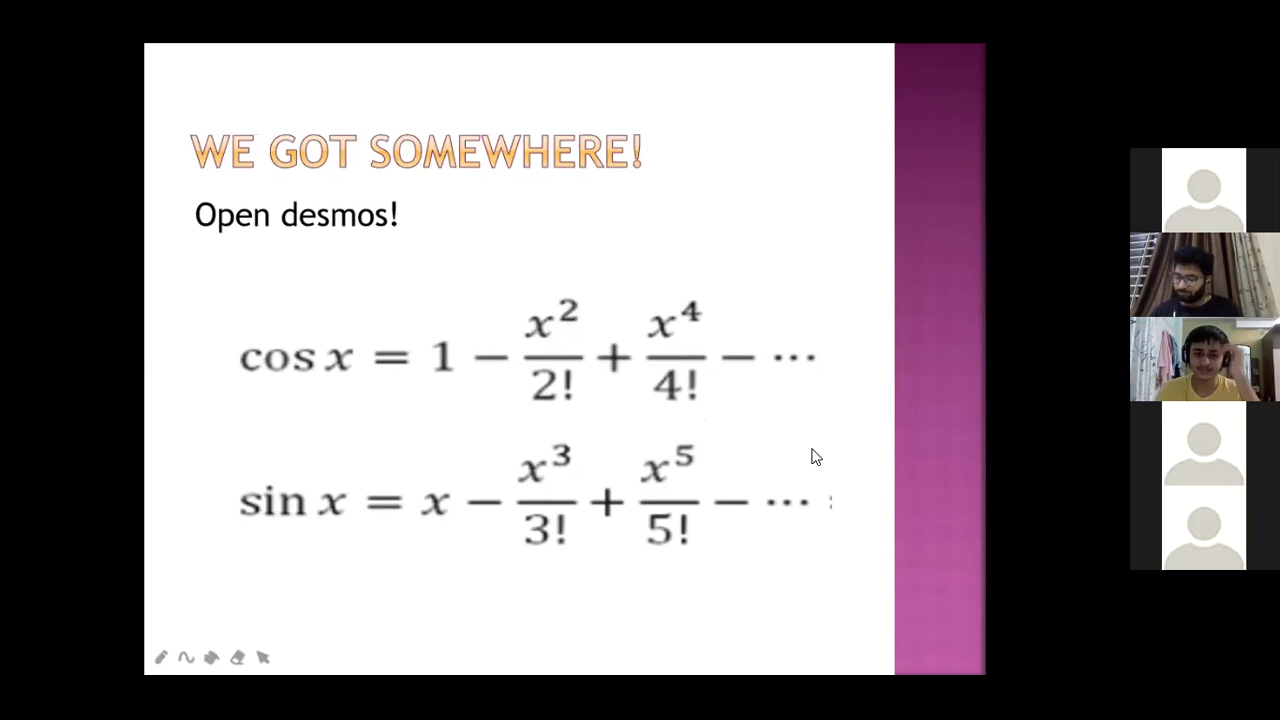 WE GOT SOMEWHERE!
Open desmos!
cos x = 1 − x²/2! + x⁴/4! − ⋯
sin x = x − x³/3! + x⁵/5! − ⋯